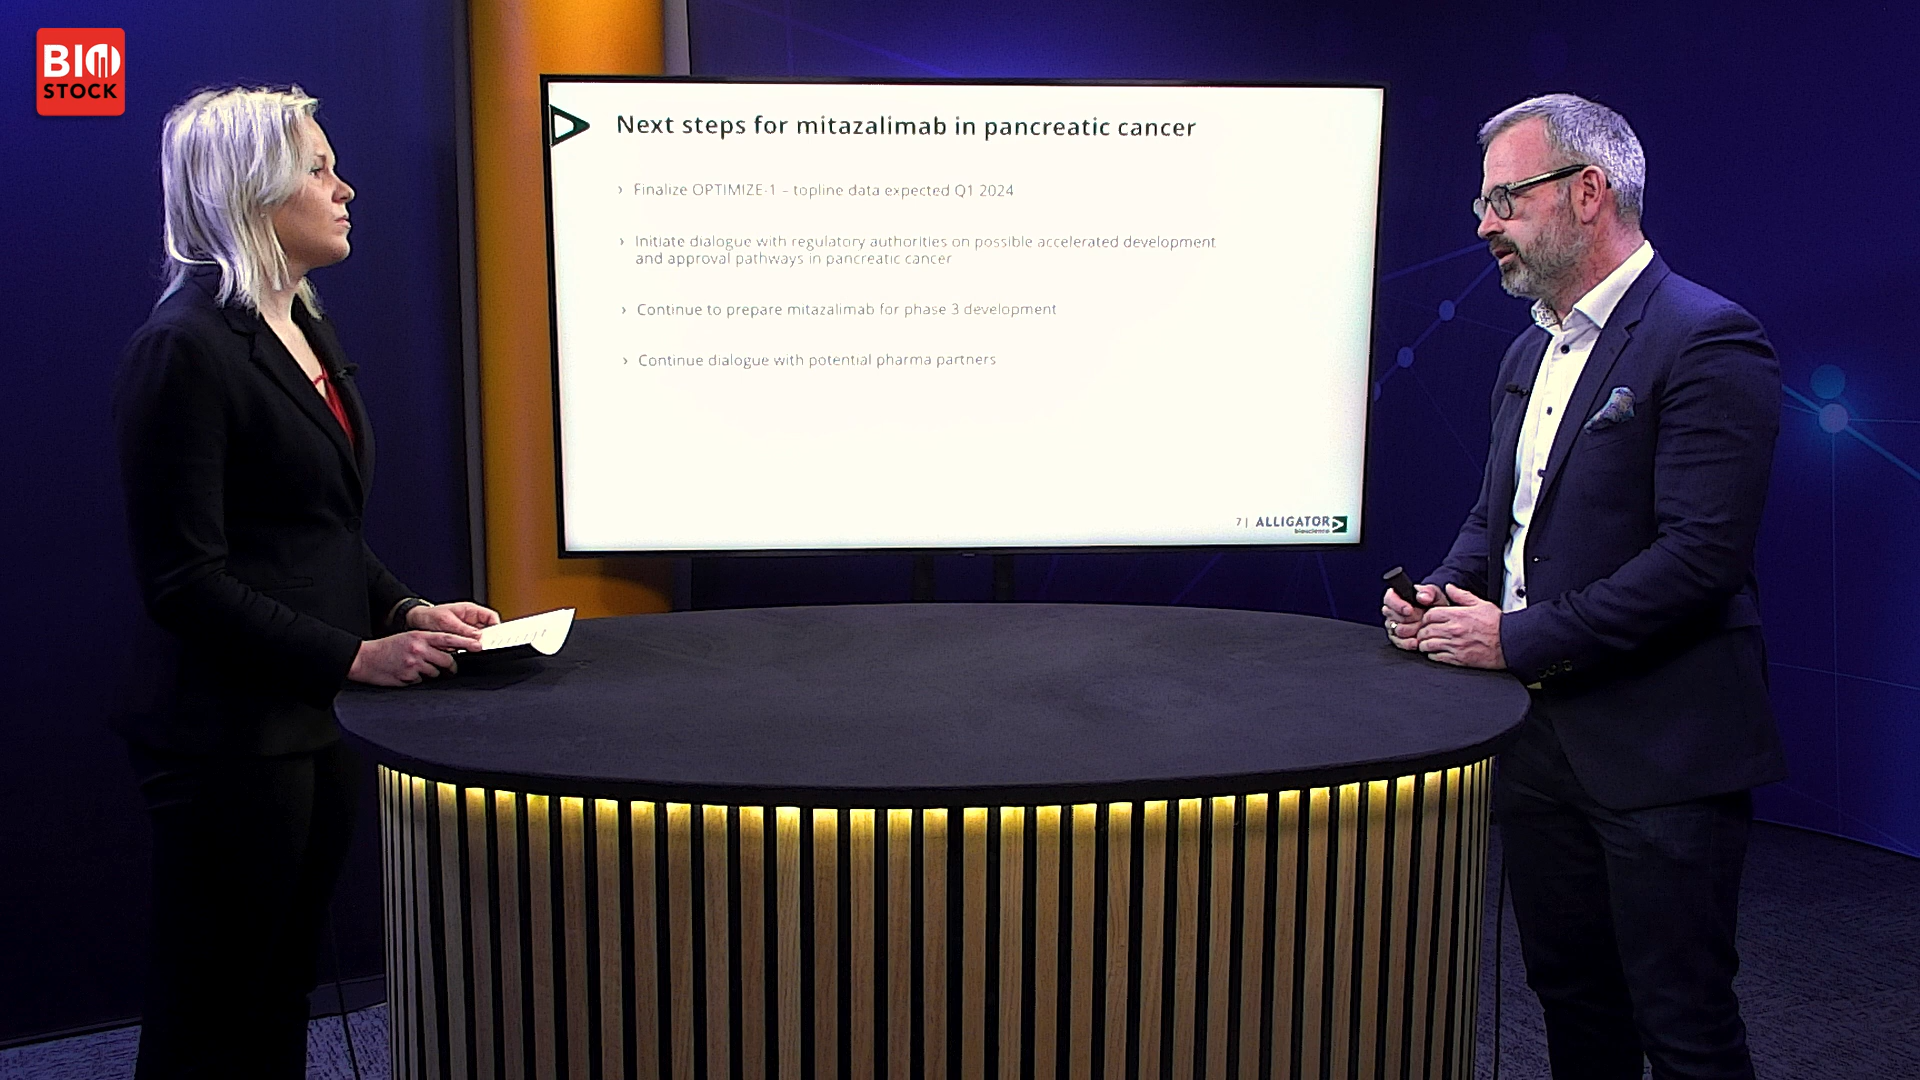 BIO
STOCK
Next steps for mitazalimab in pancreatic cancer
› Finalize OPTIMIZE-1 – topline data expected Q1 2024
› Initiate dialogue with regulatory authorities on possible accelerated development
and approval pathways in pancreatic cancer
› Continue to prepare mitazalimab for phase 3 development
› Continue dialogue with potential pharma partners
7 | ALLIGATOR
bioscience